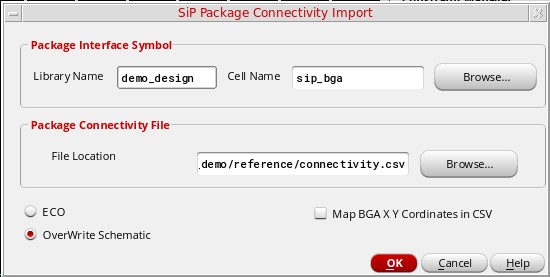 SiP Package Connectivity Import
Package Interface Symbol
Library Name demo_design Cell Name sip_bga Browse...
Package Connectivity File
File Location _demo/reference/connectivity.csv Browse...
ECO
Map BGA X Y Cordinates in CSV
OverWrite Schematic
OK Cancel Help